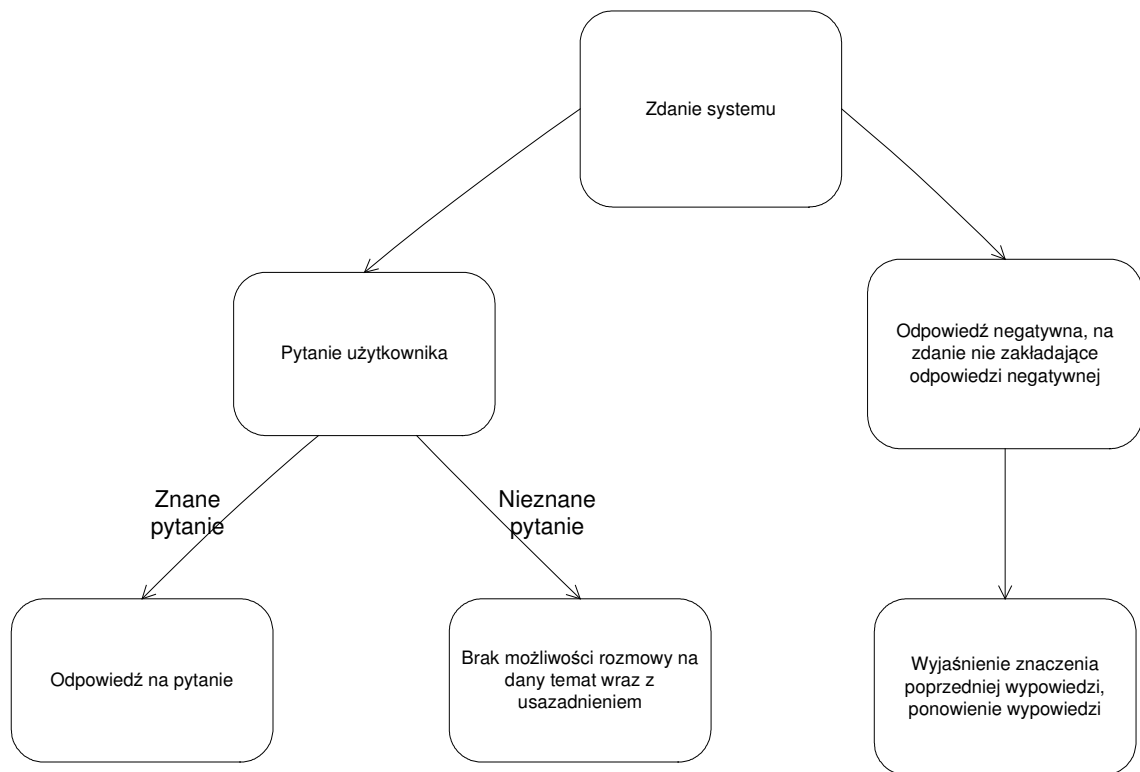 Zdanie systemu
Pytanie użytkownika
Odpowiedź negatywna, na
zdanie nie zakładające
odpowiedzi negatywnej
Znane
pytanie
Nieznane
pytanie
Odpowiedź na pytanie
Brak możliwości rozmowy na
dany temat wraz z
usazadnieniem
Wyjaśnienie znaczenia
poprzedniej wypowiedzi,
ponowienie wypowiedzi